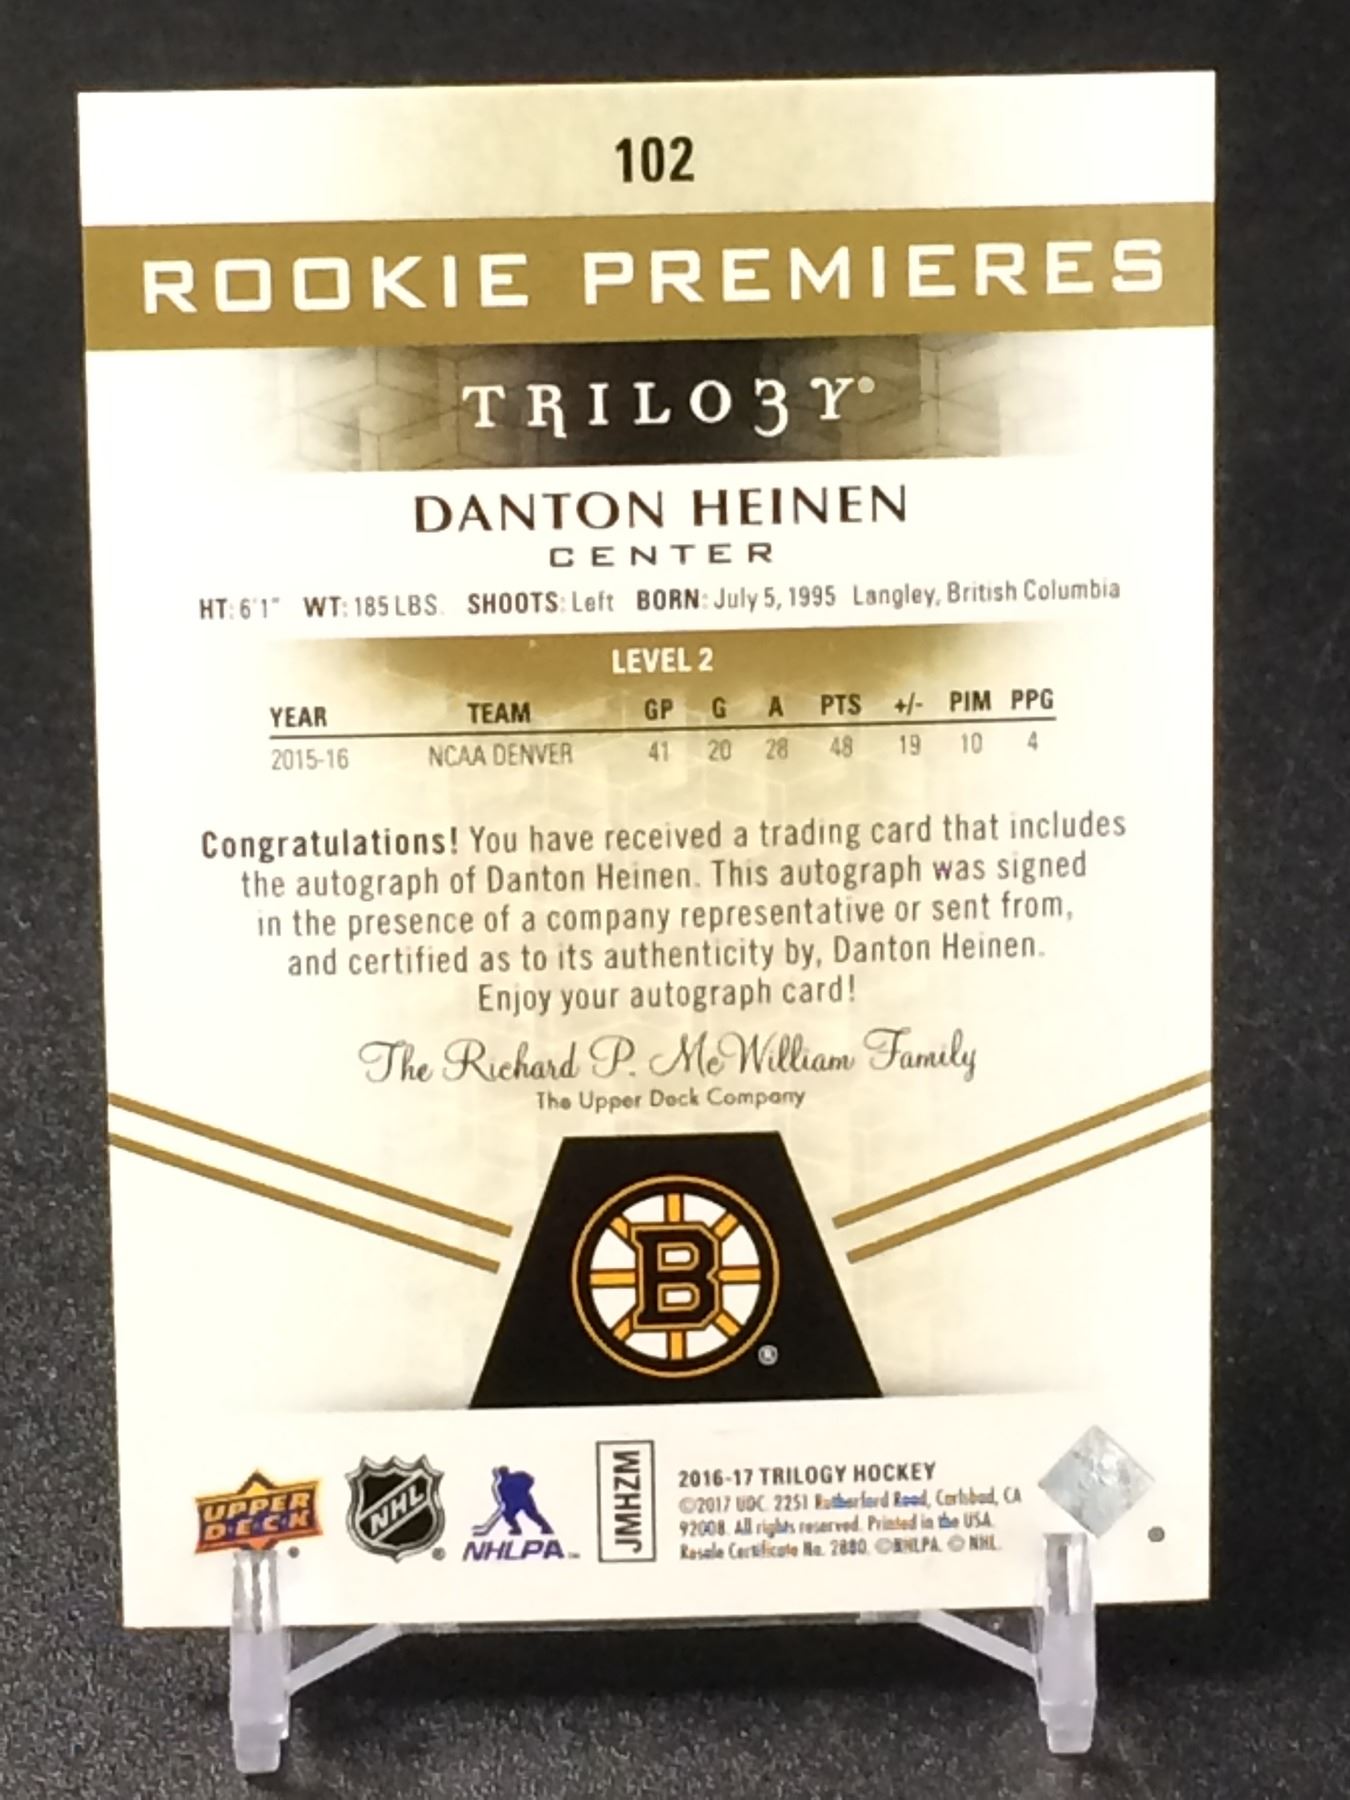 102
ROOKIE PREMIERES
TRILO3Y®
DANTON HEINEN
CENTER
HT: 6'1" WT: 185 LBS. SHOOTS: Left BORN: July 5, 1995 Langley, British Columbia
LEVEL 2
YEAR TEAM GP G A PTS +/- PIM PPG
2015-16 NCAA DENVER 41 20 28 48 19 10 4
Congratulations! You have received a trading card that includes
the autograph of Danton Heinen. This autograph was signed
in the presence of a company representative or sent from,
and certified as to its authenticity by, Danton Heinen.
Enjoy your autograph card!
The Richard P. McWilliam Family
The Upper Deck Company
B
®
UPPER
DECK
NHL
NHLPA
JMHZM
2016-17 TRILOGY HOCKEY
©2017 UDC. 2251 Rutherford Road, Carlsbad, CA
92008. All rights reserved. Printed in the USA.
Resale Certificate No. 2880. ©NHLPA. © NHL.